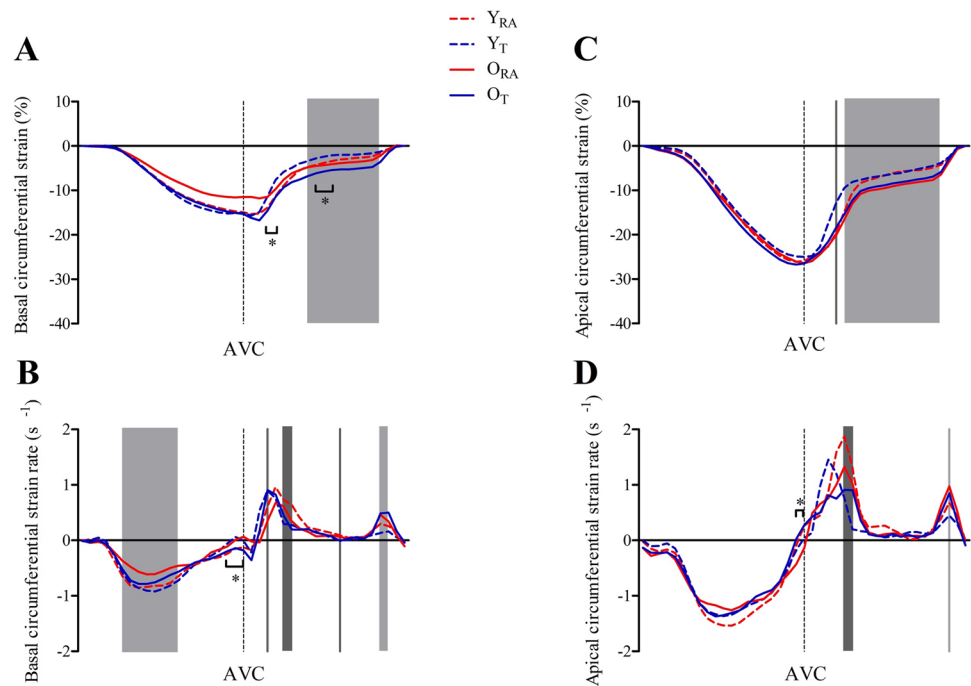 Y_RA
Y_T
O_RA
O_T
A
Basal circumferential strain (%)
10
0
-10
-20
-30
-40
*
*
AVC
C
Apical circumferential strain (%)
10
0
-10
-20
-30
-40
AVC
B
Basal circumferential strain rate (s⁻¹)
2
1
0
-1
-2
*
AVC
D
Apical circumferential strain rate (s⁻¹)
2
1
0
-1
-2
*
AVC